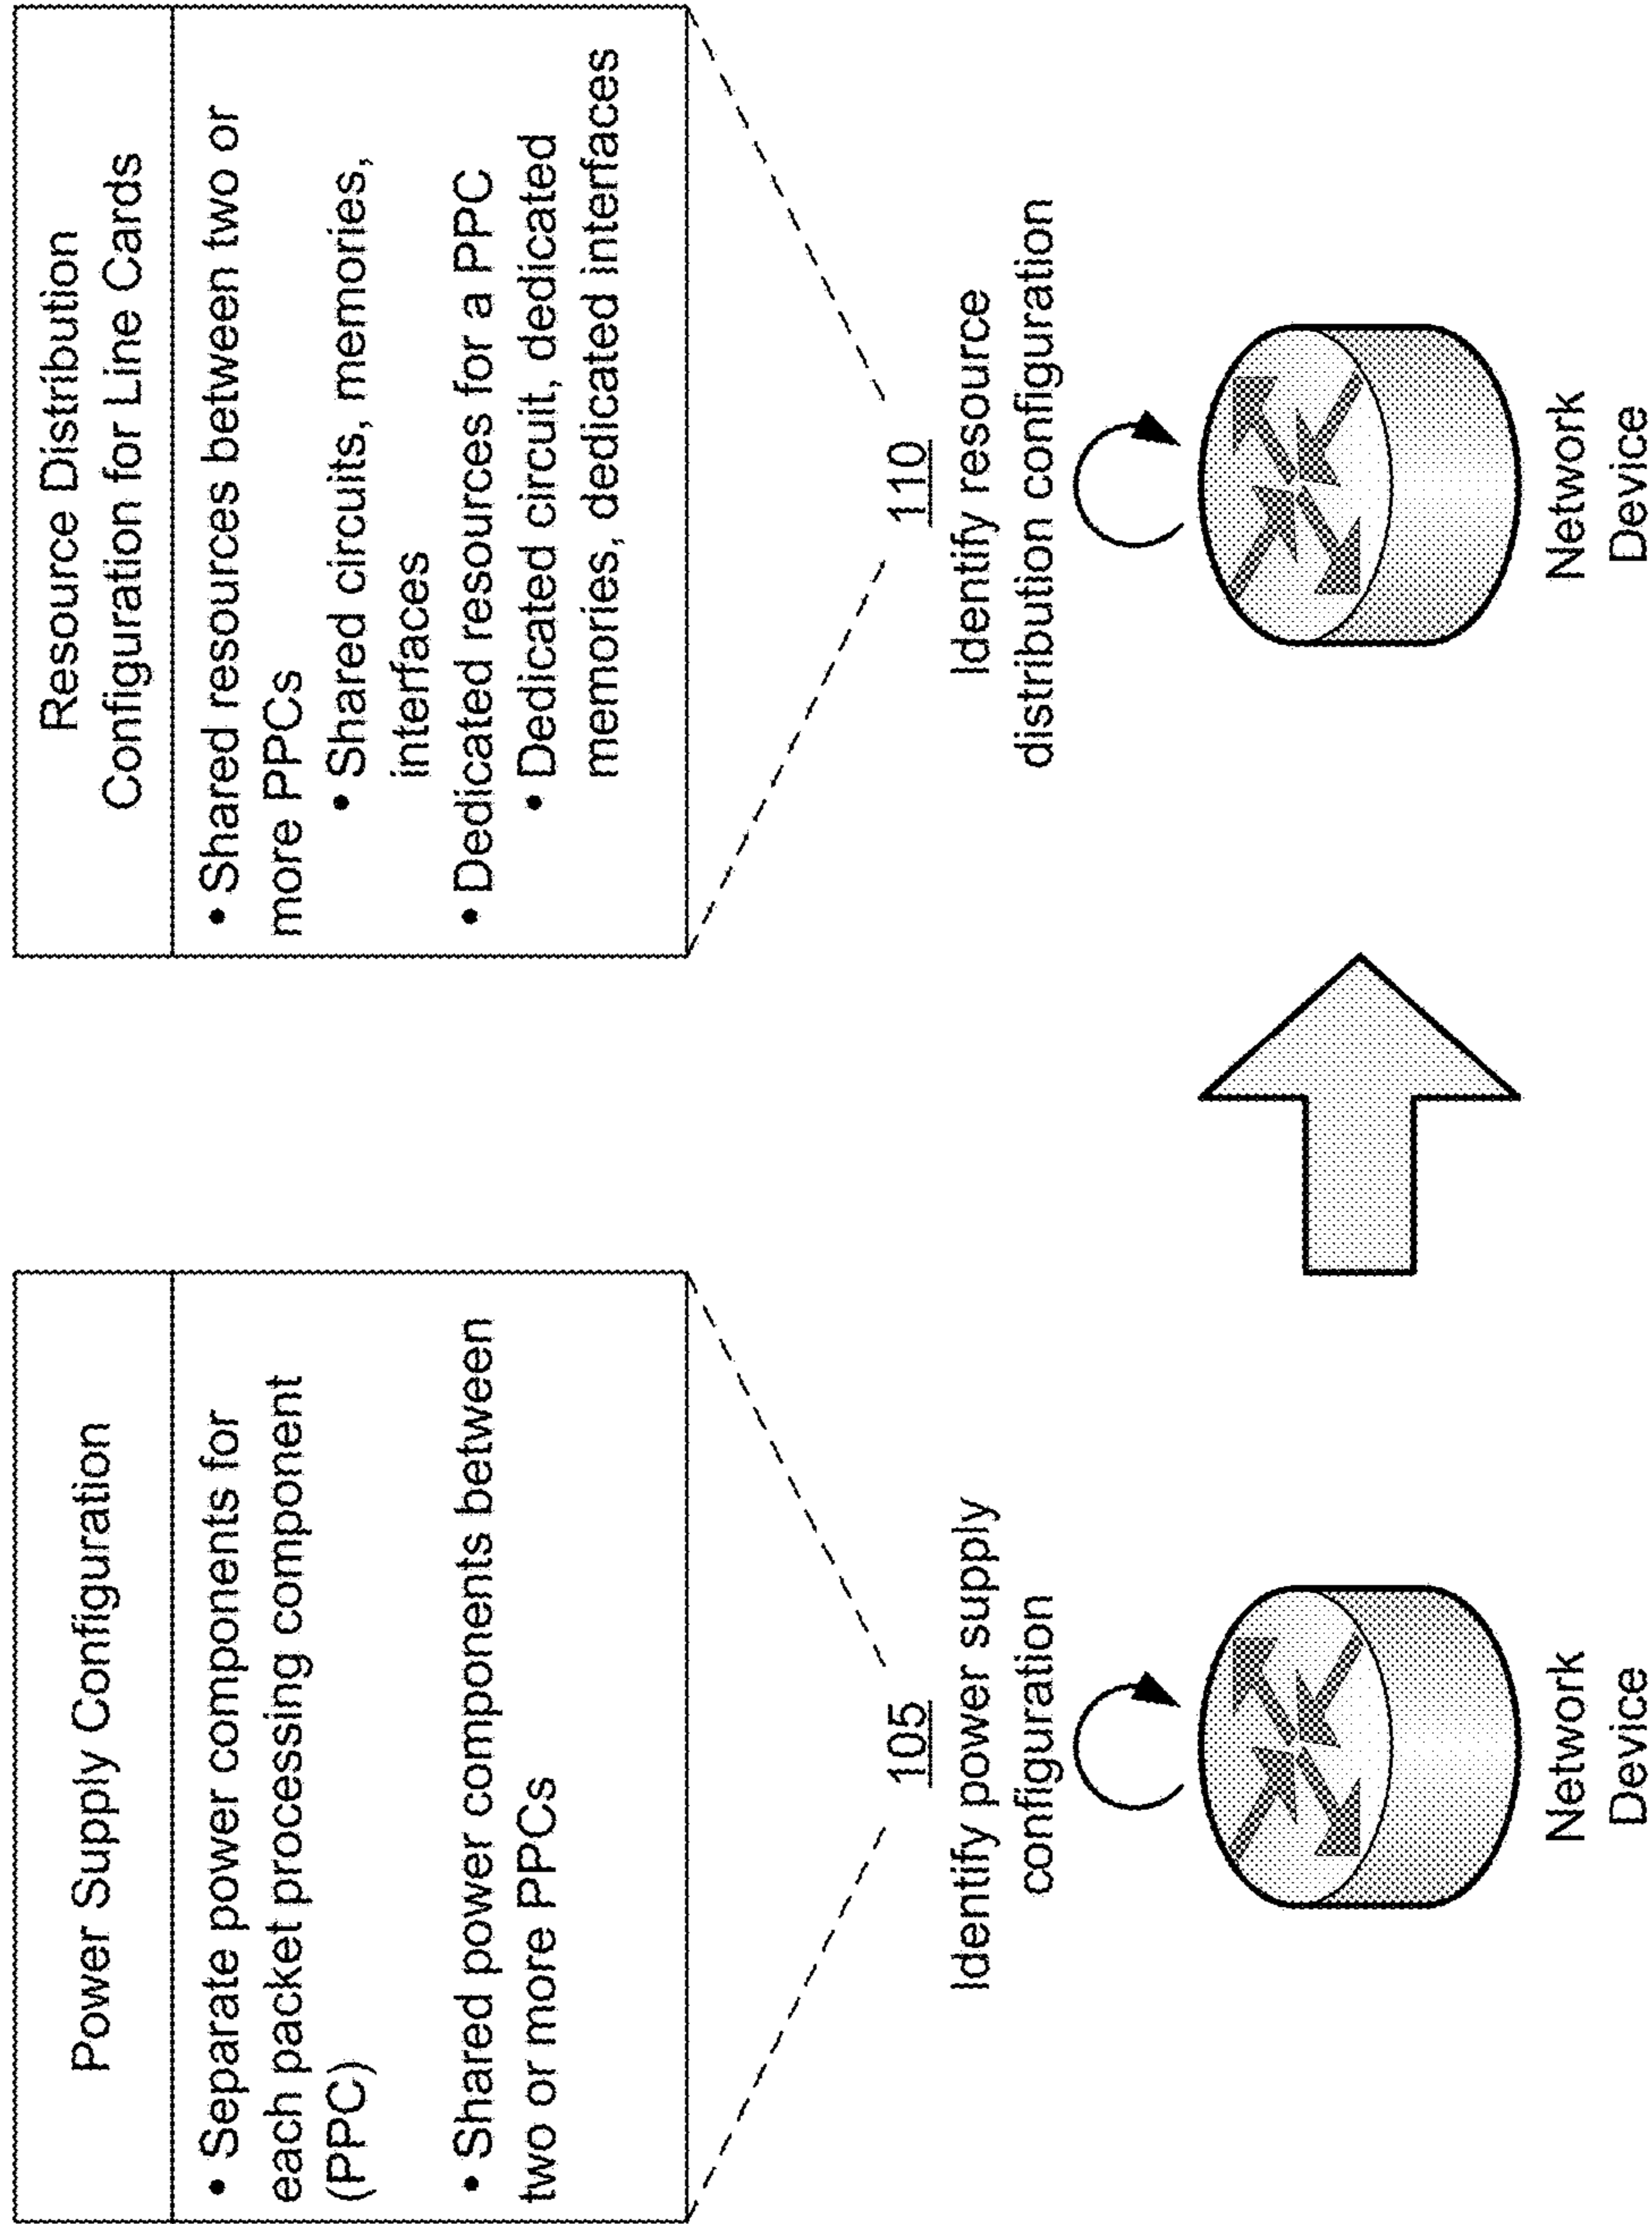 Power Supply Configuration
• Separate power components for
each packet processing component
(PPC)
• Shared power components between
two or more PPCs
105
Identify power supply
configuration
Network
Device
Resource Distribution
Configuration for Line Cards
• Shared resources between two or
more PPCs
• Shared circuits, memories,
interfaces
• Dedicated resources for a PPC
• Dedicated circuit, dedicated
memories, dedicated interfaces
110
Identify resource
distribution configuration
Network
Device